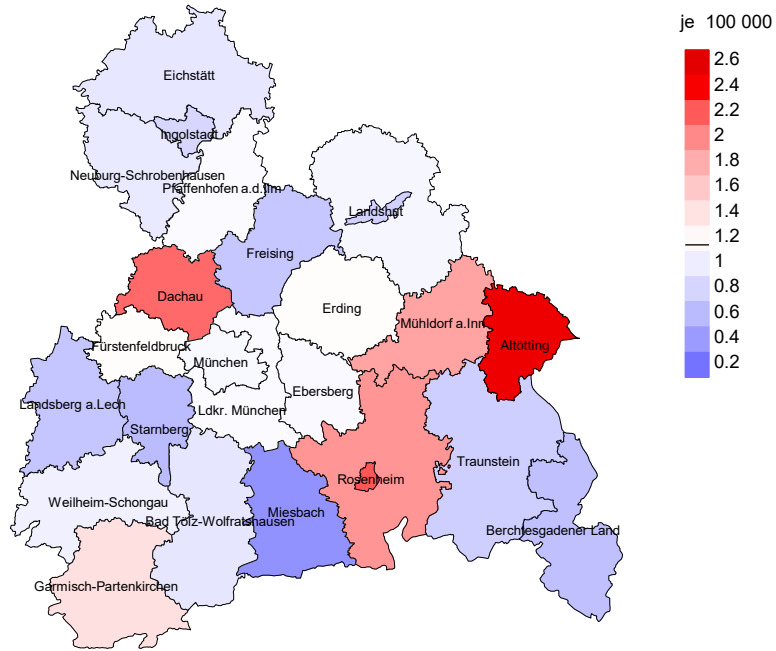 je 100 000
2.6
2.4
2.2
2
1.8
1.6
1.4
1.2
1
0.8
0.6
0.4
0.2
Eichstätt
Ingolstadt
Neuburg-Schrobenhausen
Pfaffenhofen a.d.Ilm
Landshut
Freising
Dachau
Erding
Mühldorf a.Inn
Altötting
Fürstenfeldbruck
München
Ebersberg
Landsberg a.Lech
Ldkr. München
Starnberg
Traunstein
Rosenheim
Weilheim-Schongau
Miesbach
Bad Tölz-Wolfratshausen
Berchtesgadener Land
Garmisch-Partenkirchen